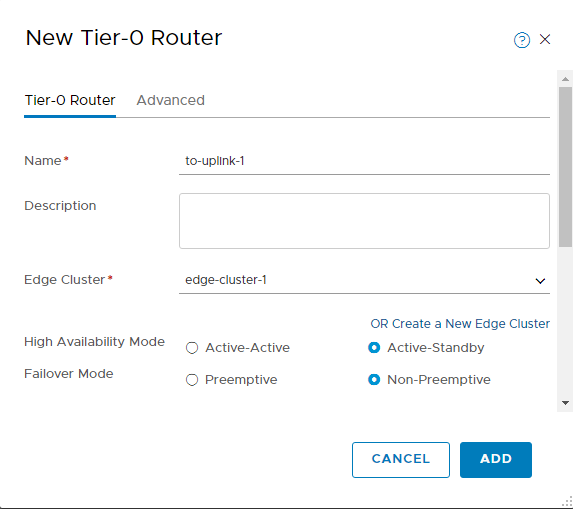 New Tier-0 Router
Tier-0 Router Advanced
Name* to-uplink-1
Description
Edge Cluster* edge-cluster-1
OR Create a New Edge Cluster
High Availability Mode Active-Active Active-Standby
Failover Mode Preemptive Non-Preemptive
CANCEL ADD